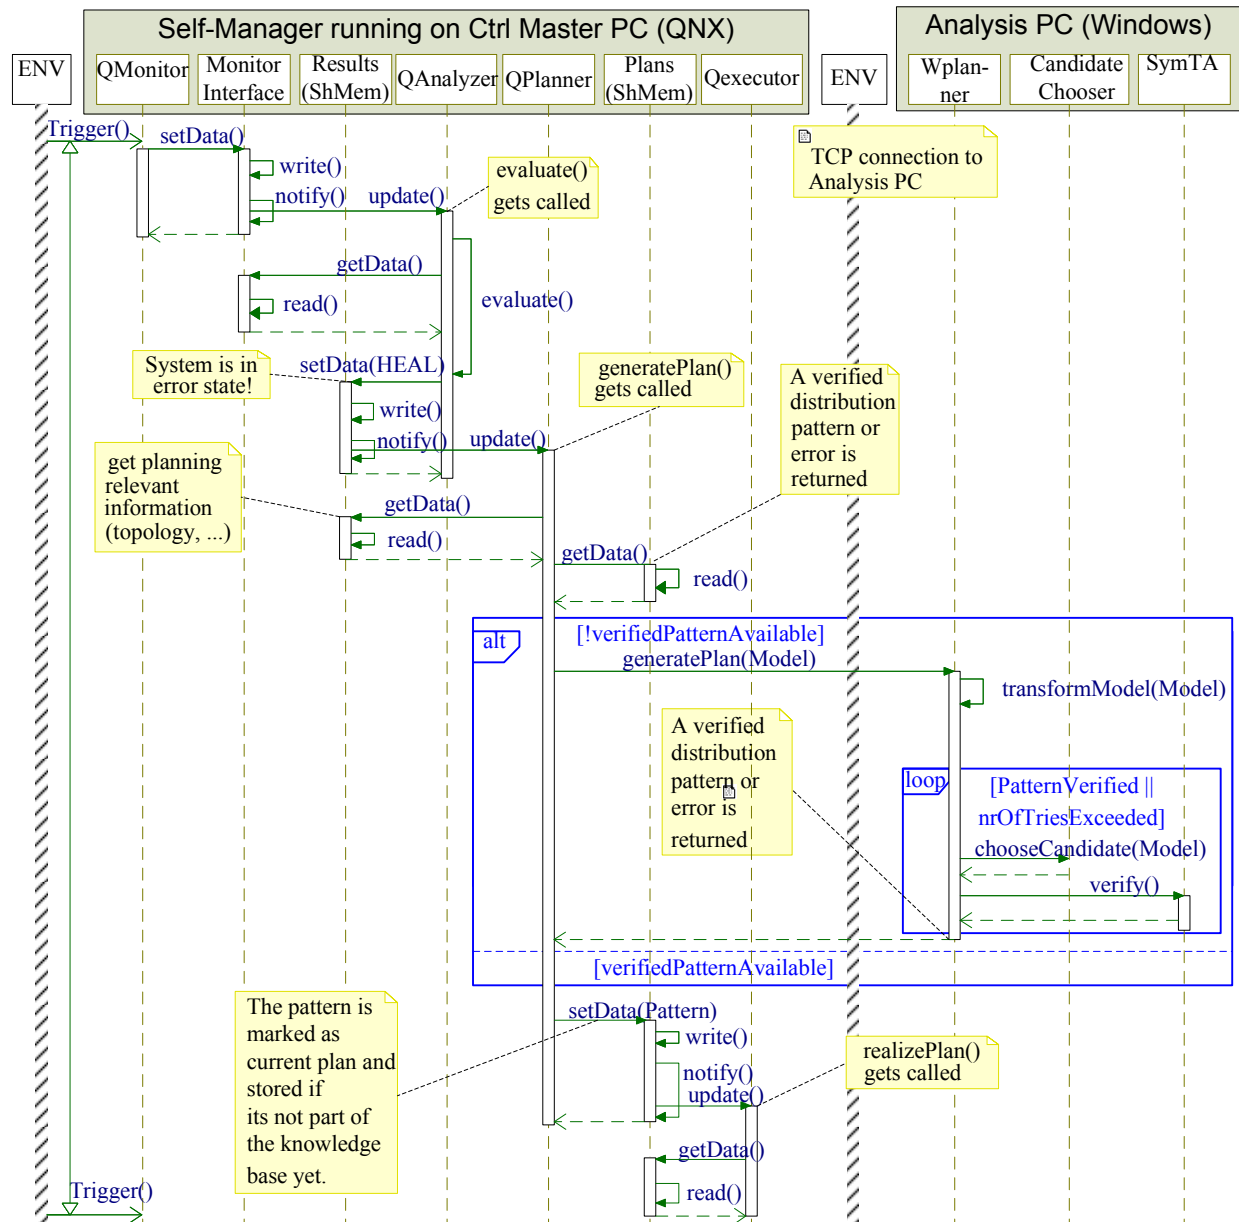 Self-Manager running on Ctrl Master PC (QNX)
Analysis PC (Windows)
ENV
QMonitor
Monitor
Interface
Results
(ShMem)
QAnalyzer
QPlanner
Plans
(ShMem)
Qexecutor
ENV
Wplan-
ner
Candidate
Chooser
SymTA
Trigger()
setData()
write()
notify()
update()
evaluate()
gets called
TCP connection to
Analysis PC
getData()
read()
evaluate()
System is in
error state!
setData(HEAL)
write()
notify()
update()
generatePlan()
gets called
A verified
distribution
pattern or
error is
returned
get planning
relevant
information
(topology, ...)
getData()
read()
getData()
read()
alt
[!verifiedPatternAvailable]
generatePlan(Model)
transformModel(Model)
A verified
distribution
pattern or
error is
returned
loop
[PatternVerified ||
nrOfTriesExceeded]
chooseCandidate(Model)
verify()
[verifiedPatternAvailable]
The pattern is
marked as
current plan and
stored if
its not part of
the knowledge
base yet.
setData(Pattern)
write()
notify()
update()
realizePlan()
gets called
getData()
read()
Trigger()